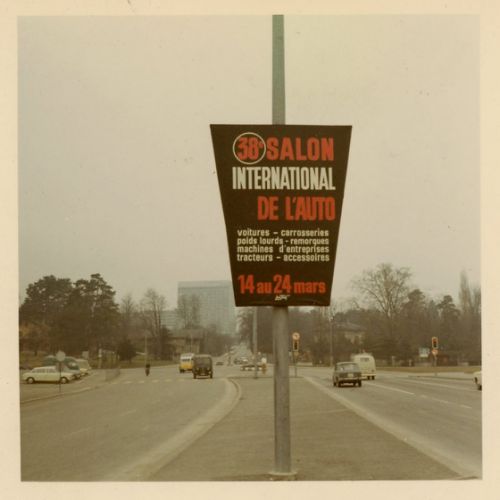 38e SALON
INTERNATIONAL
DE L'AUTO
voitures - carrosseries
poids lourds - remorques
machines d'entreprises
tracteurs - accessoires
14 au 24 mars